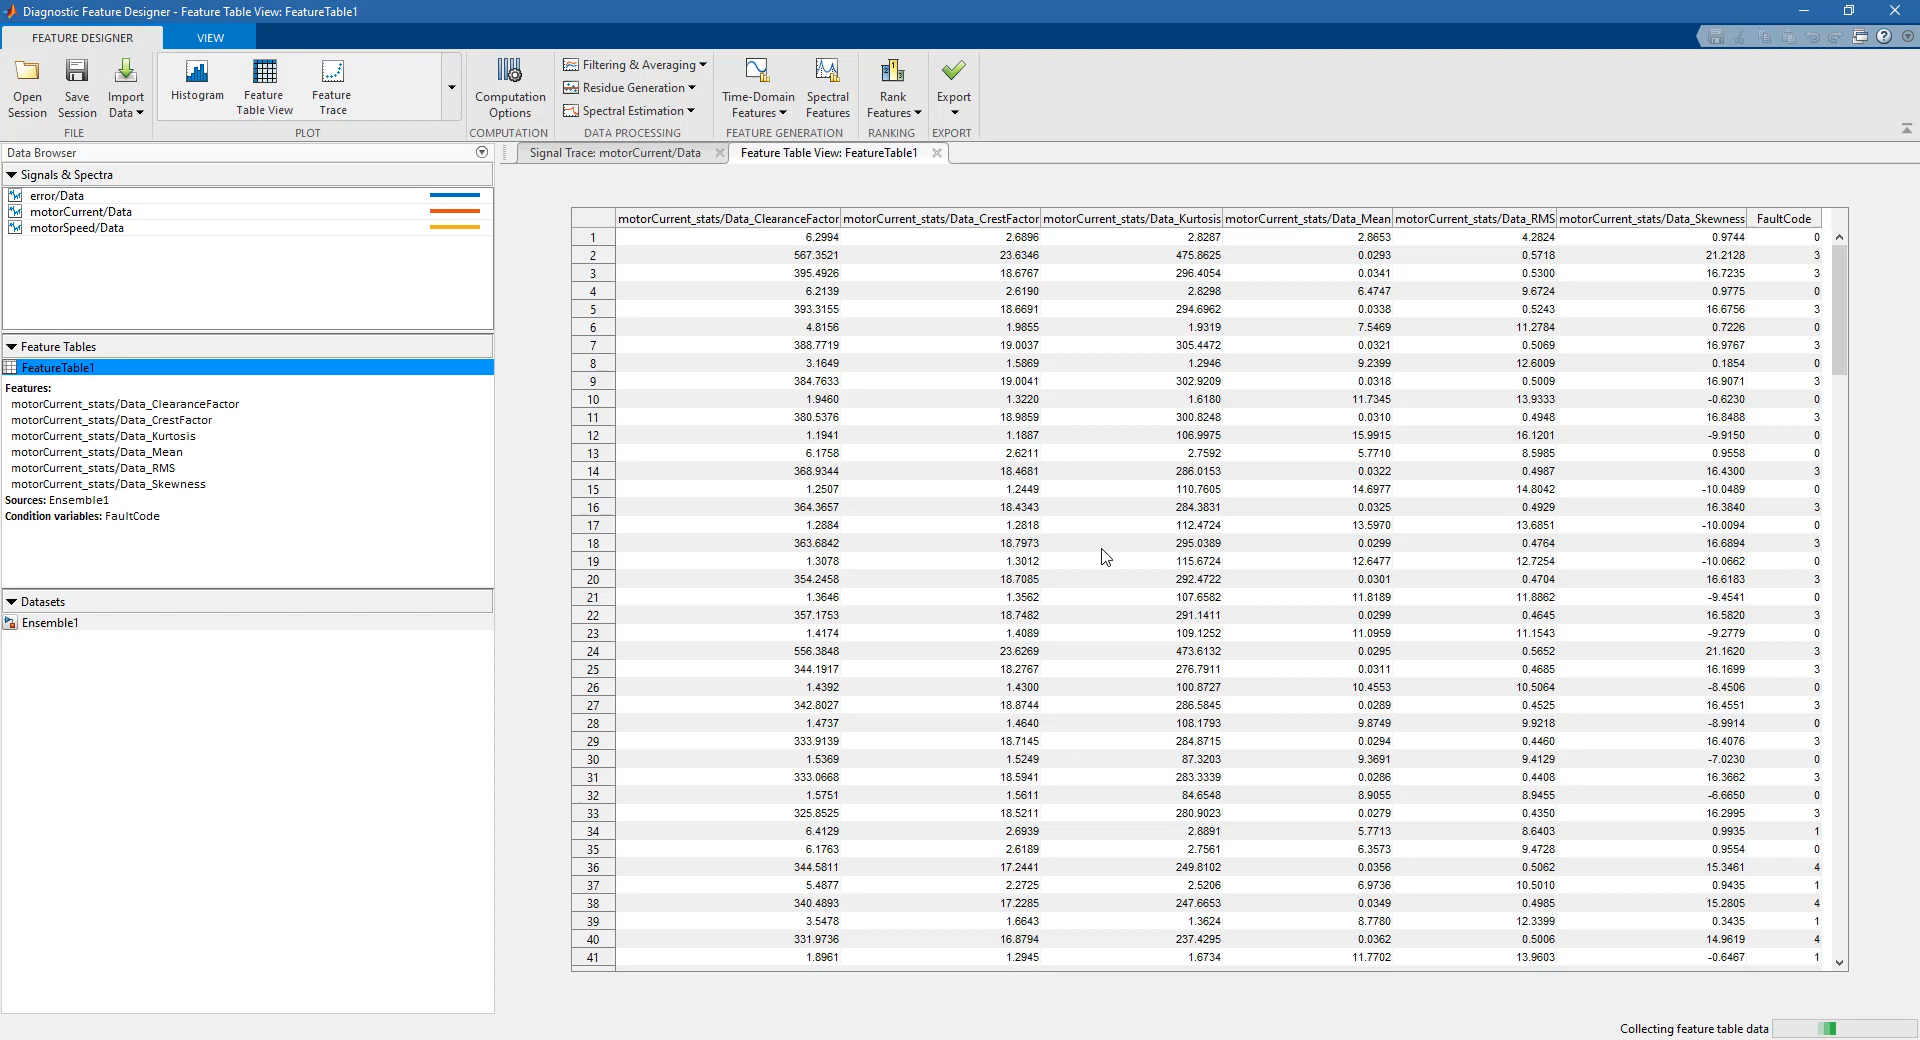 Diagnostic Feature Designer - Feature Table View: FeatureTable1
FEATURE DESIGNER VIEW
Open Session
Save Session
Import Data
FILE
Histogram
Feature Table View
Feature Trace
PLOT
Computation Options
COMPUTATION
Filtering & Averaging
Residue Generation
Spectral Estimation
DATA PROCESSING
Time-Domain Features
Spectral Features
FEATURE GENERATION
Rank Features
RANKING
Export
EXPORT
Data Browser
Signals & Spectra
error/Data
motorCurrent/Data
motorSpeed/Data
Feature Tables
FeatureTable1
Features:
motorCurrent_stats/Data_ClearanceFactor
motorCurrent_stats/Data_CrestFactor
motorCurrent_stats/Data_Kurtosis
motorCurrent_stats/Data_Mean
motorCurrent_stats/Data_RMS
motorCurrent_stats/Data_Skewness
Sources: Ensemble1
Condition variables: FaultCode
Datasets
Ensemble1
Signal Trace: motorCurrent/Data Feature Table View: FeatureTable1
motorCurrent_stats/Data_ClearanceFactor motorCurrent_stats/Data_CrestFactor motorCurrent_stats/Data_Kurtosis motorCurrent_stats/Data_Mean motorCurrent_stats/Data_RMS motorCurrent_stats/Data_Skewness FaultCode
1 6.2994 2.6896 2.8287 2.8653 4.2824 0.9744 0
2 567.3521 23.6346 475.8625 0.0293 0.5718 21.2128 3
3 395.4926 18.6767 296.4054 0.0341 0.5300 16.7235 3
4 6.2139 2.6190 2.8298 6.4747 9.6724 0.9775 0
5 393.3155 18.6691 294.6962 0.0338 0.5243 16.6756 3
6 4.8156 1.9855 1.9319 7.5469 11.2784 0.7226 0
7 388.7719 19.0037 305.4472 0.0321 0.5069 16.9767 3
8 3.1649 1.5869 1.2946 9.2399 12.6009 0.1854 0
9 384.7633 19.0041 302.9209 0.0318 0.5009 16.9071 3
10 1.9460 1.3220 1.6180 11.7345 13.9333 -0.6230 0
11 380.5376 18.9859 300.8248 0.0310 0.4948 16.8488 3
12 1.1941 1.1887 106.9975 15.9915 16.1201 -9.9150 0
13 6.1758 2.6211 2.7592 5.7710 8.5985 0.9558 0
14 368.9344 18.4681 286.0153 0.0322 0.4987 16.4300 3
15 1.2507 1.2449 110.7605 14.6977 14.8042 -10.0489 0
16 364.3657 18.4343 284.3831 0.0325 0.4929 16.3840 3
17 1.2884 1.2818 112.4724 13.5970 13.6851 -10.0094 0
18 363.6842 18.7973 295.0389 0.0299 0.4764 16.6894 3
19 1.3078 1.3012 115.6724 12.6477 12.7254 -10.0662 0
20 354.2458 18.7085 292.4722 0.0301 0.4704 16.6183 3
21 1.3646 1.3562 107.6582 11.8189 11.8862 -9.4541 0
22 357.1753 18.7482 291.1411 0.0299 0.4645 16.5820 3
23 1.4174 1.4089 109.1252 11.0959 11.1543 -9.2779 0
24 556.3848 23.6269 473.6132 0.0295 0.5652 21.1620 3
25 344.1917 18.2767 276.7911 0.0311 0.4685 16.1699 3
26 1.4392 1.4300 100.8727 10.4553 10.5064 -8.4506 0
27 342.8027 18.8744 286.5845 0.0289 0.4525 16.4551 3
28 1.4737 1.4640 108.1793 9.8749 9.9218 -8.9914 0
29 333.9139 18.7145 284.8715 0.0294 0.4460 16.4076 3
30 1.5369 1.5249 87.3203 9.3691 9.4129 -7.0230 0
31 333.0668 18.5941 283.3339 0.0286 0.4408 16.3662 3
32 1.5751 1.5611 84.6548 8.9055 8.9455 -6.6650 0
33 325.8525 18.5211 280.9023 0.0279 0.4350 16.2995 3
34 6.4129 2.6939 2.8891 5.7713 8.6403 0.9935 1
35 6.1763 2.6189 2.7561 6.3573 9.4728 0.9554 0
36 344.5811 17.2441 249.8102 0.0356 0.5062 15.3461 4
37 5.4877 2.2725 2.5206 6.9736 10.5010 0.9435 1
38 340.4893 17.2285 247.6653 0.0349 0.4985 15.2805 4
39 3.5478 1.6643 1.3624 8.7780 12.3399 0.3435 1
40 331.9736 16.8794 237.4295 0.0362 0.5006 14.9619 4
41 1.8961 1.2945 1.6734 11.7702 13.9603 -0.6467 1
Collecting feature table data